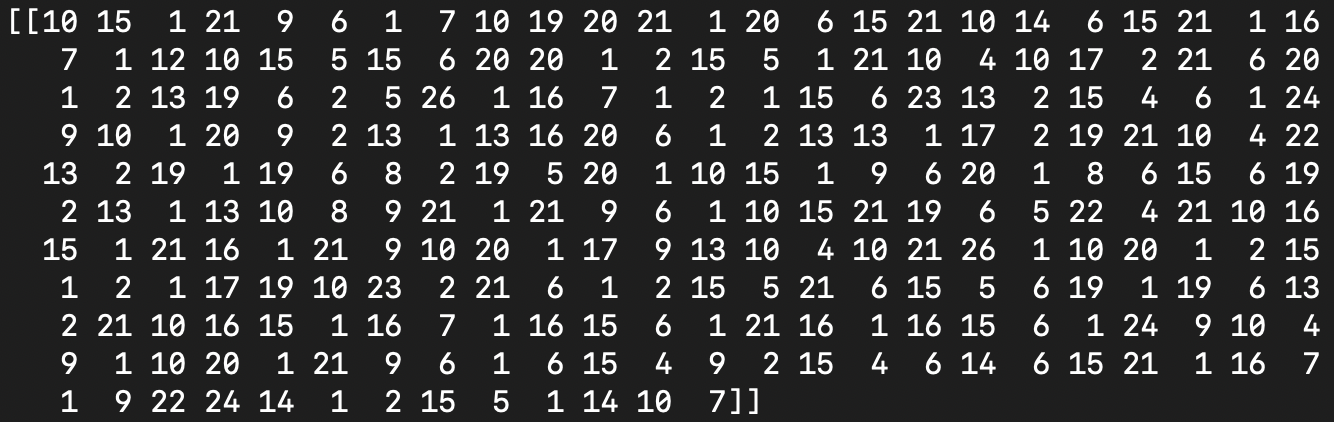 [[10 15 1 21 9 6 1 7 10 19 20 21 1 20 6 15 21 10 14 6 15 21 1 16
7 1 12 10 15 5 15 6 20 20 1 2 15 5 1 21 10 4 10 17 2 21 6 20
1 2 13 19 6 2 5 26 1 16 7 1 2 1 15 6 23 13 2 15 4 6 1 24
9 10 1 20 9 2 13 1 13 16 20 6 1 2 13 13 1 17 2 19 21 10 4 22
13 2 19 1 19 6 8 2 19 5 20 1 10 15 1 9 6 20 1 8 6 15 6 19
2 13 1 13 10 8 9 21 1 21 9 6 1 10 15 21 19 6 5 22 4 21 10 16
15 1 21 16 1 21 9 10 20 1 17 9 13 10 4 10 21 26 1 10 20 1 2 15
1 2 1 17 19 10 23 2 21 6 1 2 15 5 21 6 15 5 6 19 1 19 6 13
2 21 10 16 15 1 16 7 1 16 15 6 1 21 16 1 16 15 6 1 24 9 10 4
9 1 10 20 1 21 9 6 1 6 15 4 9 2 15 4 6 14 6 15 21 1 16 7
1 9 22 24 14 1 2 15 5 1 14 10 7]]